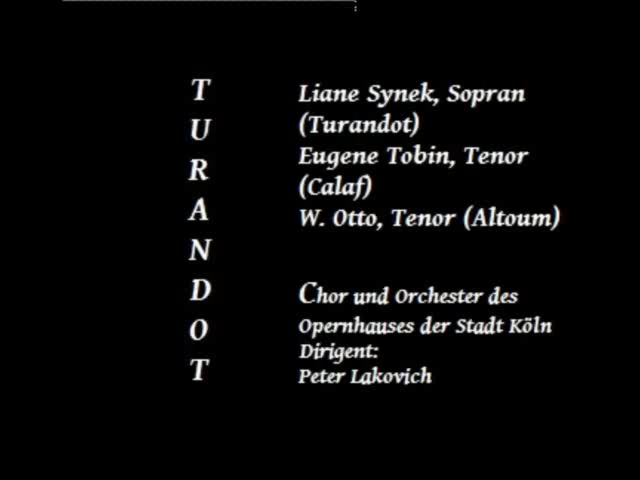 TURANDOT
Liane Synek, Sopran
(Turandot)
Eugene Tobin, Tenor
(Calaf)
W. Otto, Tenor (Altoum)
Chor und Orchester des
Opernhauses der Stadt Köln
Dirigent:
Peter Lakovich